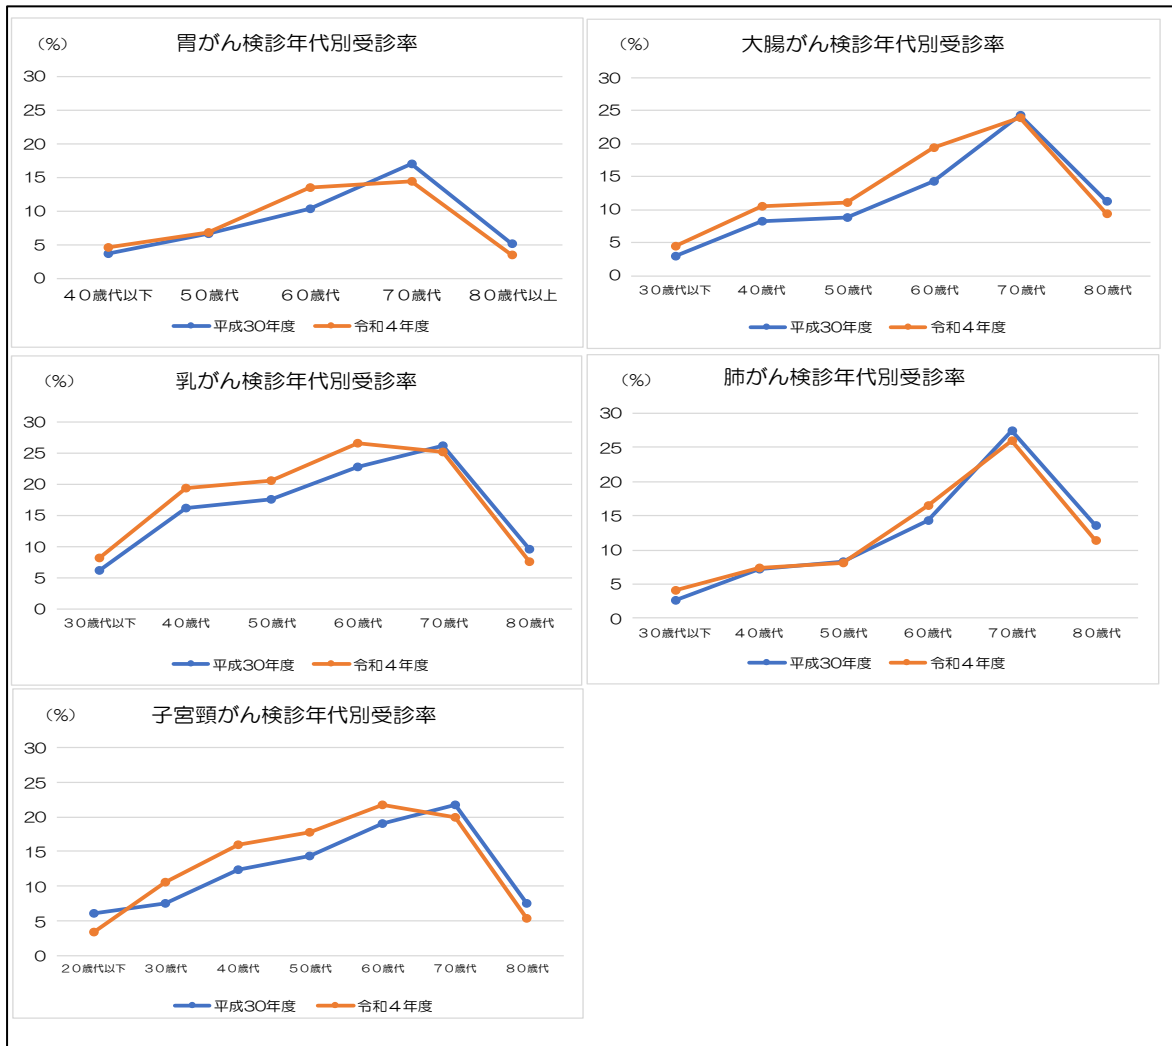 胃がん検診年代別受診率
(%)
30
25
20
15
10
5
0
40歳代以下 50歳代 60歳代 70歳代 80歳代以上
平成30年度 令和4年度
大腸がん検診年代別受診率
(%)
30
25
20
15
10
5
0
30歳代以下 40歳代 50歳代 60歳代 70歳代 80歳代
平成30年度 令和4年度
乳がん検診年代別受診率
(%)
30
25
20
15
10
5
0
30歳代以下 40歳代 50歳代 60歳代 70歳代 80歳代
平成30年度 令和4年度
肺がん検診年代別受診率
(%)
30
25
20
15
10
5
0
30歳代以下 40歳代 50歳代 60歳代 70歳代 80歳代
平成30年度 令和4年度
子宮頸がん検診年代別受診率
(%)
30
25
20
15
10
5
0
20歳代以下 30歳代 40歳代 50歳代 60歳代 70歳代 80歳代
平成30年度 令和4年度